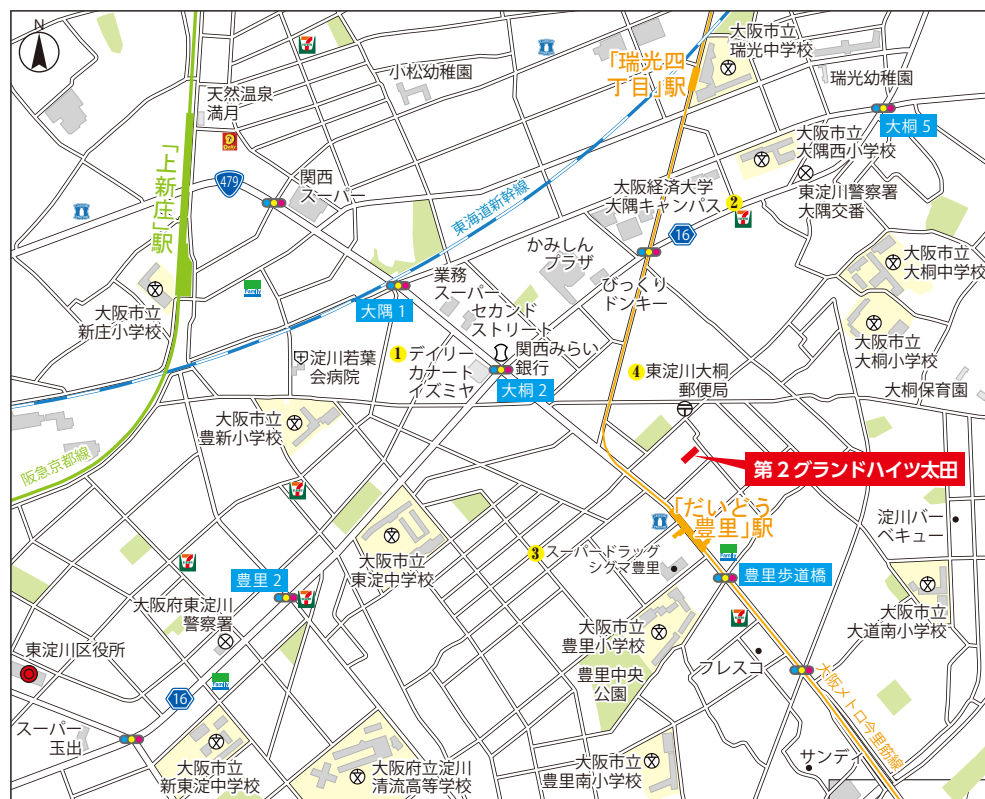 N
大阪市立
瑞光中学校
小松幼稚園
「瑞光四
丁目」駅
瑞光幼稚園
天然温泉
満月
大桐 5
大阪市立
大隅西小学校
「上新庄」駅
479
関西
スーパー
東海道新幹線
大阪経済大学
大隅キャンパス
2
東淀川警察署
大隅交番
16
かみしん
プラザ
びっくり
ドンキー
大阪市立
大桐中学校
大阪市立
新庄小学校
大隅 1
業務
スーパー
セカンド
ストリート
淀川若葉
会病院
1
デイリー
カナート
イズミヤ
関西みらい
銀行
大桐 2
4
東淀川大桐
郵便局
大阪市立
大桐小学校
大桐保育園
大阪市立
豊新小学校
阪急京都線
第2グランドハイツ太田
「だいどう
豊里」駅
淀川バー
ベキュー
大阪市立
東淀中学校
3
スーパードラッグ
シグマ豊里
豊里 2
豊里歩道橋
大阪府東淀川
警察署
大阪市立
豊里小学校
大阪市立
大道南小学校
東淀川区役所
豊里中央
公園
フレスコ
大阪メトロ今里筋線
16
スーパー
玉出
大阪市立
新東淀中学校
大阪府立淀川
清流高等学校
大阪市立
豊里南小学校
サンディ